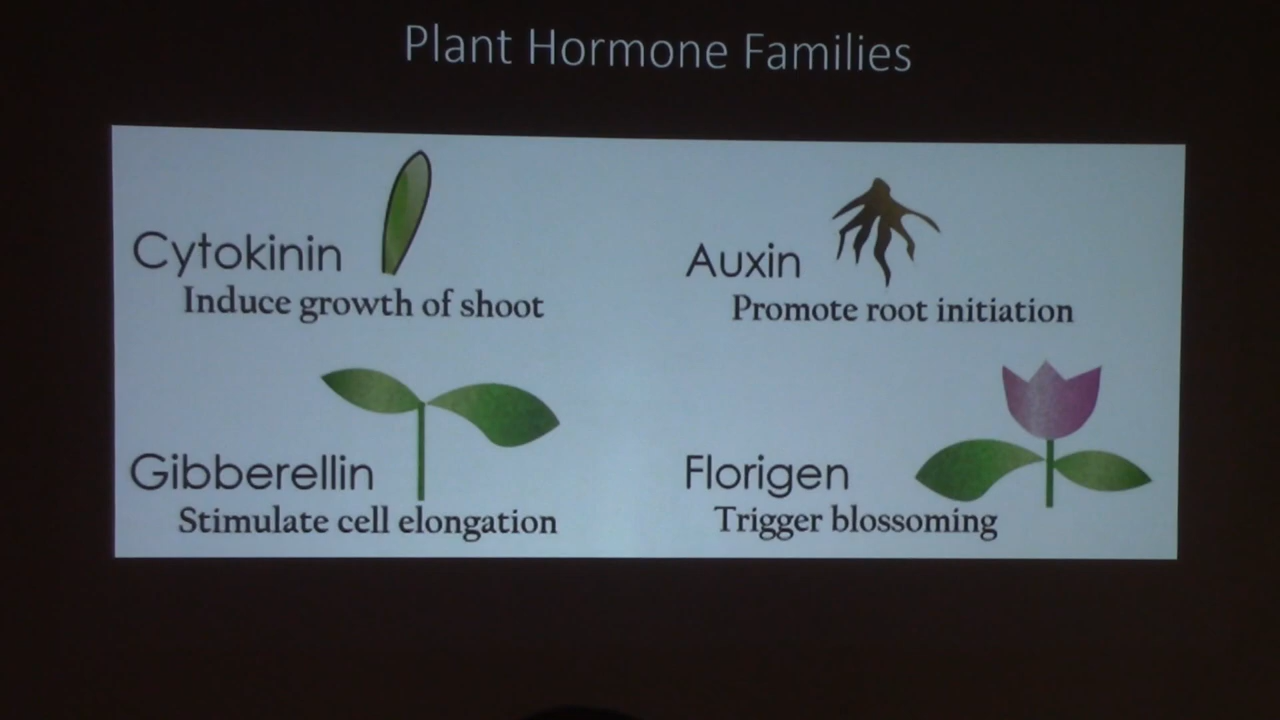 Plant Hormone Families
Cytokinin
Induce growth of shoot
Auxin
Promote root initiation
Gibberellin
Stimulate cell elongation
Florigen
Trigger blossoming